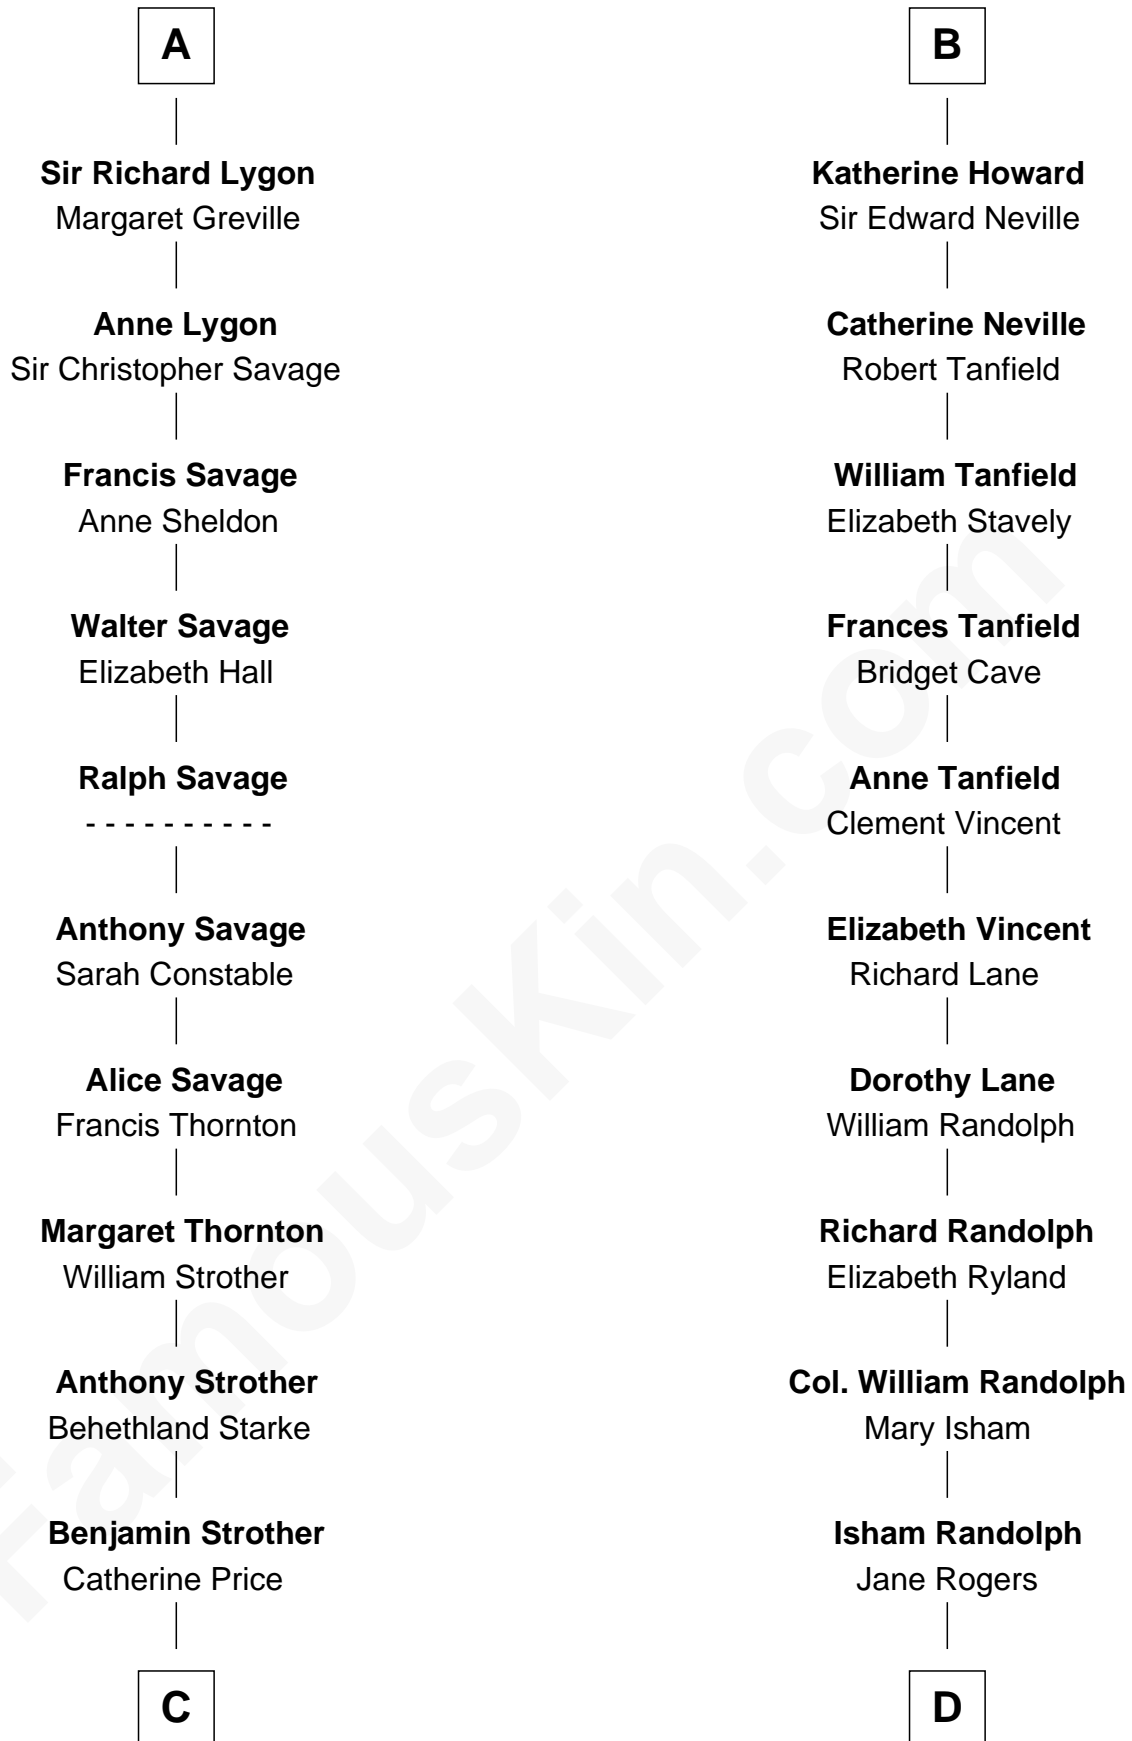 A
Sir Richard Lygon
Margaret Greville
Anne Lygon
Sir Christopher Savage
Francis Savage
Anne Sheldon
Walter Savage
Elizabeth Hall
Ralph Savage
- - - - - - - - - -
Anthony Savage
Sarah Constable
Alice Savage
Francis Thornton
Margaret Thornton
William Strother
Anthony Strother
Behethland Starke
Benjamin Strother
Catherine Price
C
B
Katherine Howard
Sir Edward Neville
Catherine Neville
Robert Tanfield
William Tanfield
Elizabeth Stavely
Frances Tanfield
Bridget Cave
Anne Tanfield
Clement Vincent
Elizabeth Vincent
Richard Lane
Dorothy Lane
William Randolph
Richard Randolph
Elizabeth Ryland
Col. William Randolph
Mary Isham
Isham Randolph
Jane Rogers
D
FamousKin.com